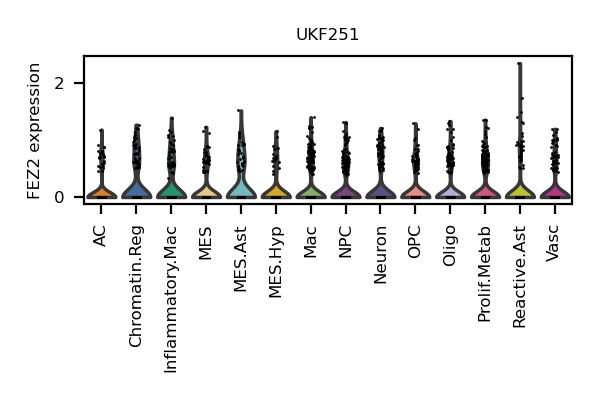 UKF251
FEZ2 expression
2
0
AC
Chromatin.Reg
Inflammatory.Mac
MES
MES.Ast
MES.Hyp
Mac
NPC
Neuron
OPC
Oligo
Prolif.Metab
Reactive.Ast
Vasc